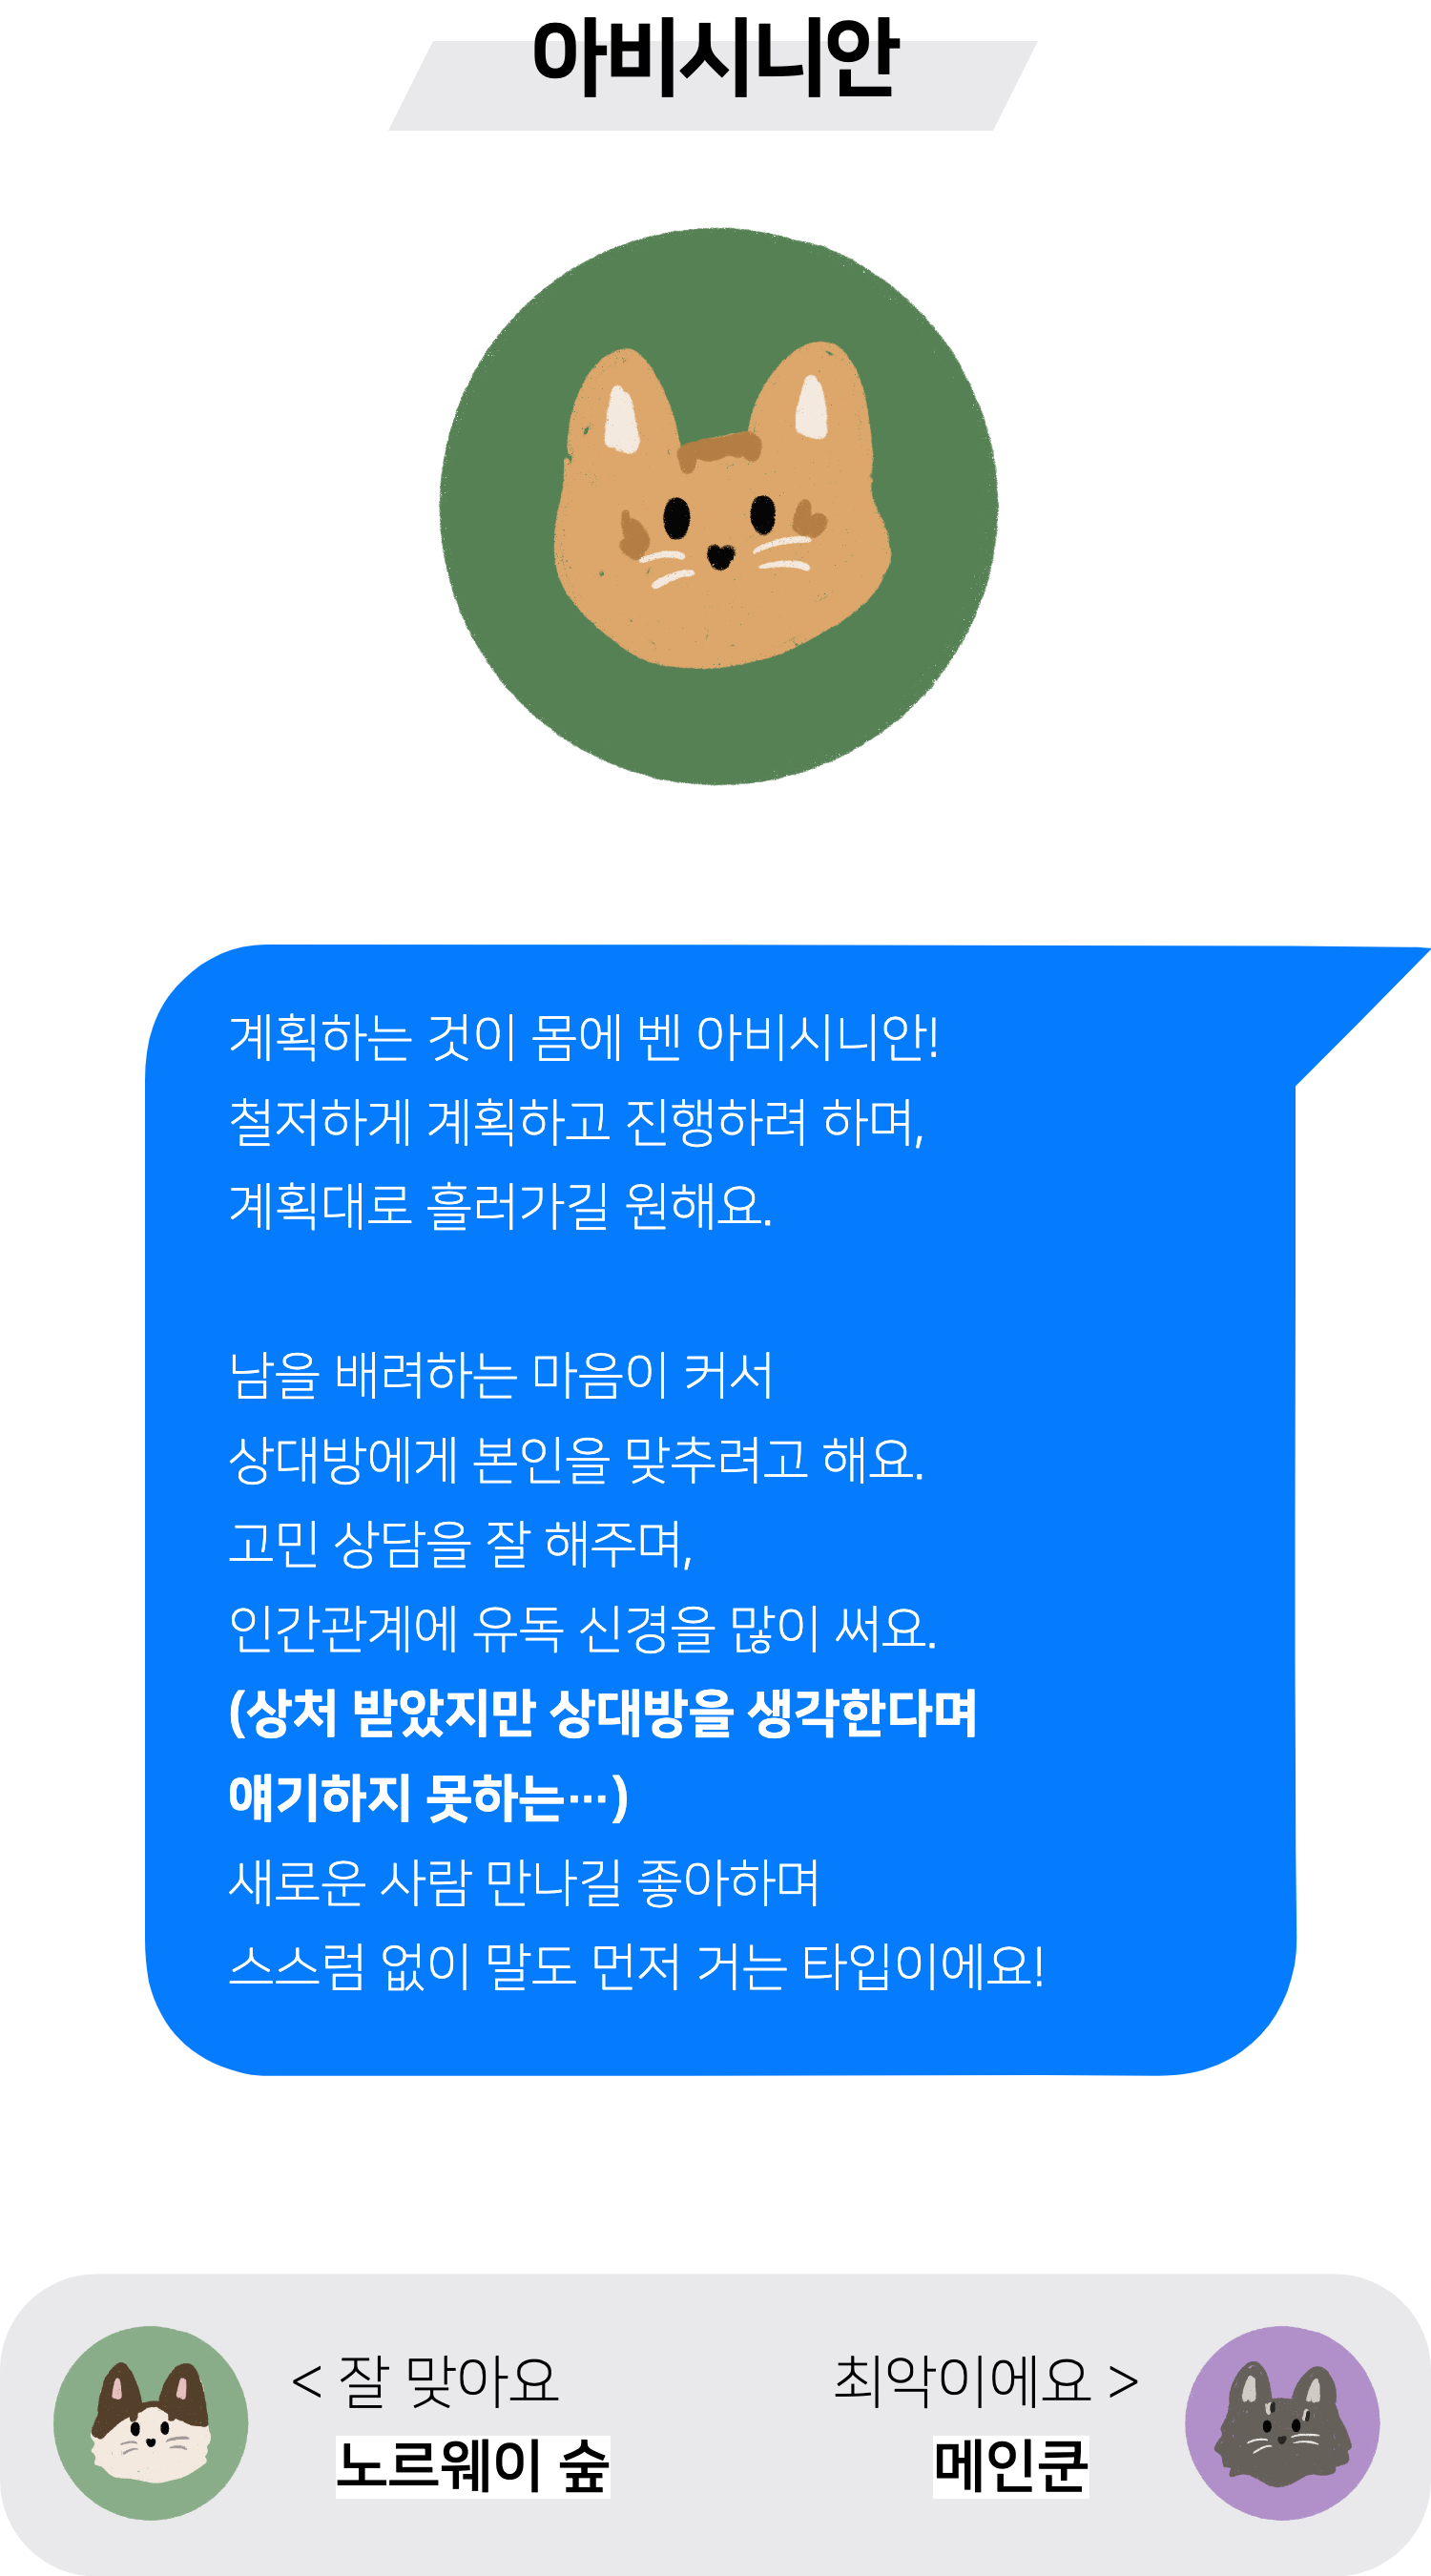 아비시니안
계획하는 것이 몸에 벤 아비시니안!
철저하게 계획하고 진행하려 하며,
계획대로 흘러가길 원해요.
남을 배려하는 마음이 커서
상대방에게 본인을 맞추려고 해요.
고민 상담을 잘 해주며,
인간관계에 유독 신경을 많이 써요.
(상처 받았지만 상대방을 생각한다며
얘기하지 못하는…)
새로운 사람 만나길 좋아하며
스스럼 없이 말도 먼저 거는 타입이에요!
< 잘 맞아요
노르웨이 숲
최악이에요 >
메인쿤